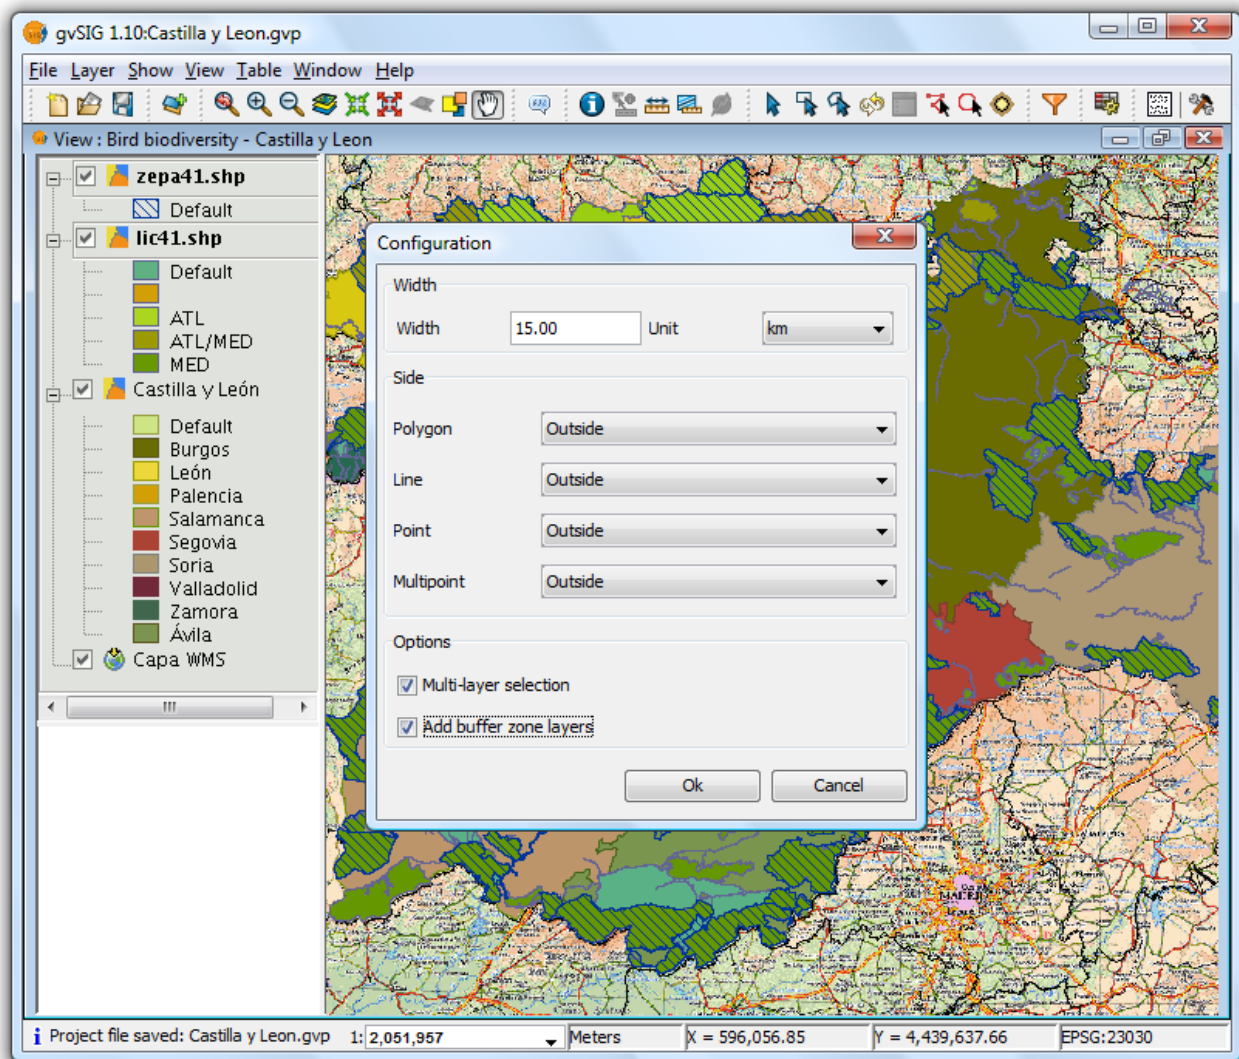 gvSIG 1.10:Castilla y Leon.gvp
File Layer Show View Table Window Help
View : Bird biodiversity - Castilla y Leon
zepa41.shp
Default
lic41.shp
Default
ATL
ATL/MED
MED
Castilla y León
Default
Burgos
León
Palencia
Salamanca
Segovia
Soria
Valladolid
Zamora
Ávila
Capa WMS
Configuration
Width
Width 15.00 Unit km
Side
Polygon Outside
Line Outside
Point Outside
Multipoint Outside
Options
Multi-layer selection
Add buffer zone layers
Ok Cancel
Project file saved: Castilla y Leon.gvp 1: 2,051,957 Meters X = 596,056.85 Y = 4,439,637.66 EPSG:23030